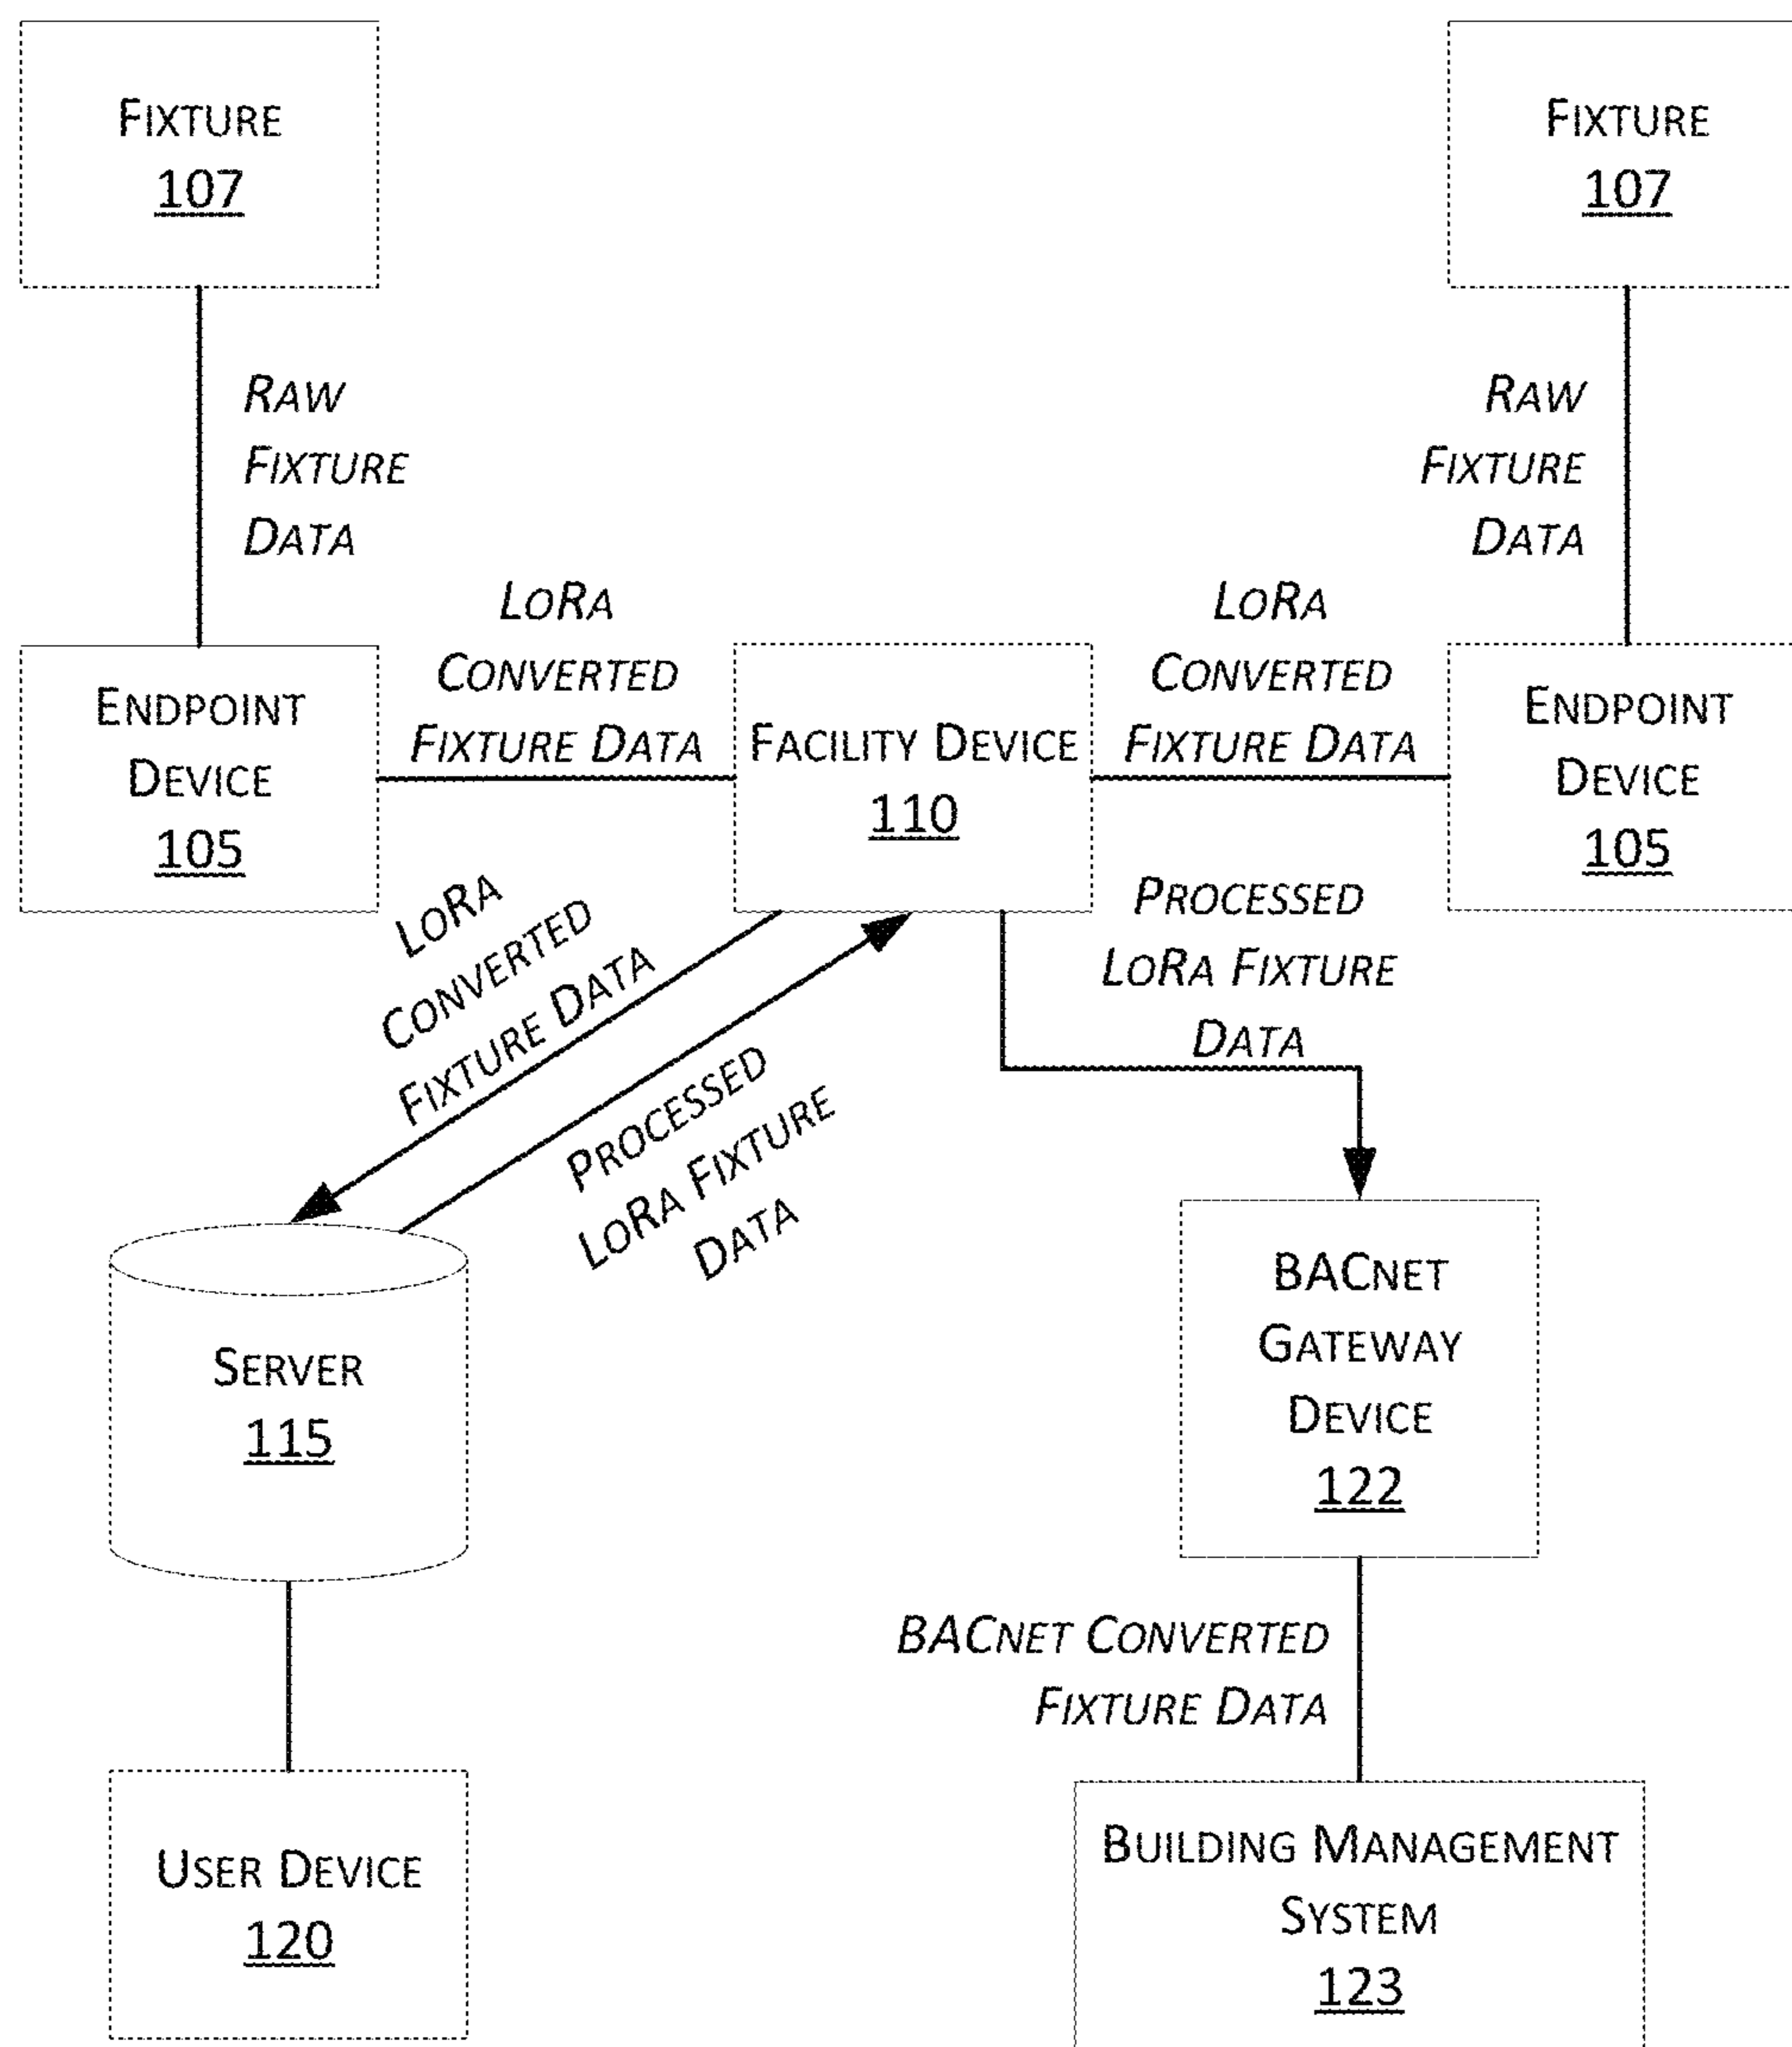 FIXTURE
107
FIXTURE
107
RAW
FIXTURE
DATA
RAW
FIXTURE
DATA
ENDPOINT
DEVICE
105
LORA
CONVERTED
FIXTURE DATA
FACILITY DEVICE
110
LORA
CONVERTED
FIXTURE DATA
ENDPOINT
DEVICE
105
LORA
CONVERTED
FIXTURE DATA
PROCESSED
LORA FIXTURE
DATA
PROCESSED
LORA FIXTURE
DATA
SERVER
115
BACNET
GATEWAY
DEVICE
122
BACNET CONVERTED
FIXTURE DATA
USER DEVICE
120
BUILDING MANAGEMENT
SYSTEM
123